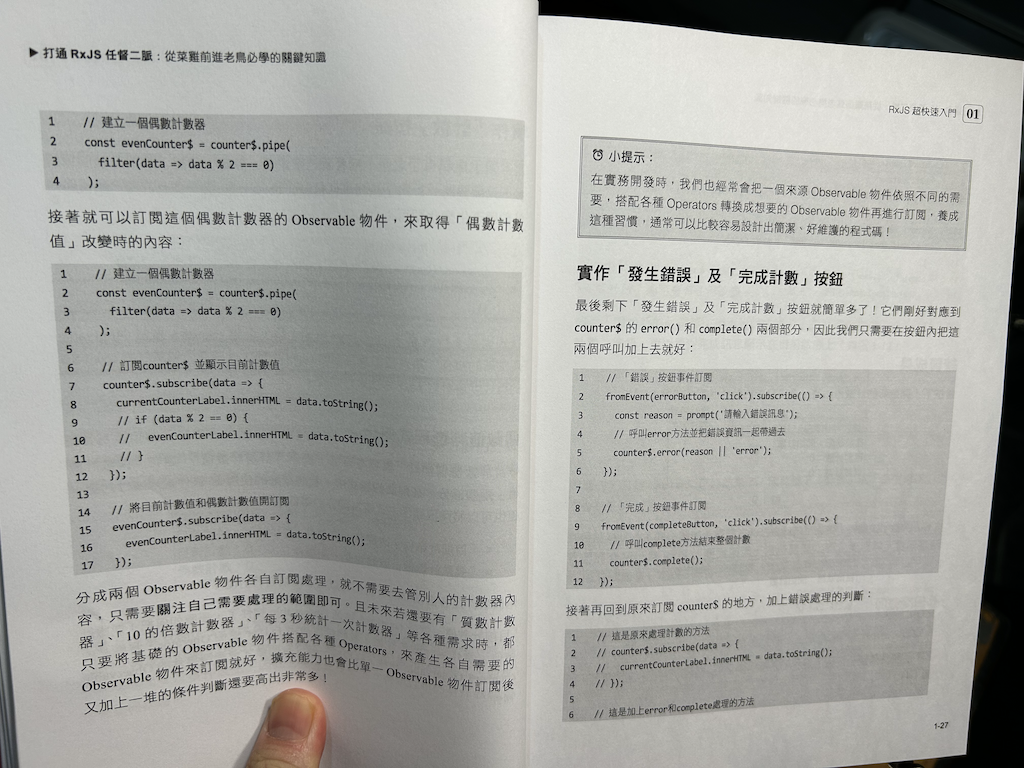 ▶ 打通 RxJS 任督二脈：從菜雞前進老鳥必學的關鍵知識
1 // 建立一個偶數計數器
2 const evenCounter$ = counter$.pipe(
3 filter(data => data % 2 === 0)
4 );
接著就可以訂閱這個偶數計數器的 Observable 物件，來取得「偶數計數
值」改變時的內容：
1 // 建立一個偶數計數器
2 const evenCounter$ = counter$.pipe(
3 filter(data => data % 2 === 0)
4 );
5
6 // 訂閱counter$ 並顯示目前計數值
7 counter$.subscribe(data => {
8 currentCounterLabel.innerHTML = data.toString();
9 // if (data % 2 == 0) {
10 // evenCounterLabel.innerHTML = data.toString();
11 // }
12 });
13
14 // 將目前計數值和偶數計數值開訂閱
15 evenCounter$.subscribe(data => {
16 evenCounterLabel.innerHTML = data.toString();
17 });
分成兩個 Observable 物件各自訂閱處理，就不需要去管別人的計數器內
容，只需要關注自己需要處理的範圍即可。且未來若還要有「質數計數
器」、「10 的倍數計數器」、「每 3 秒統計一次計數器」等各種需求時，都
只要將基礎的 Observable 物件搭配各種 Operators，來產生各自需要的
Observable 物件來訂閱就好，擴充能力也會比單一 Observable 物件訂閱後
又加上一堆的條件判斷還要高出非常多！
RxJS 超快速入門 01
小提示：
在實務開發時，我們也經常會把一個來源 Observable 物件依照不同的需
要，搭配各種 Operators 轉換成想要的 Observable 物件再進行訂閱，養成
這種習慣，通常可以比較容易設計出簡潔、好維護的程式碼！
實作「發生錯誤」及「完成計數」按鈕
最後剩下「發生錯誤」及「完成計數」按鈕就簡單多了！它們剛好對應到
counter$ 的 error() 和 complete() 兩個部分，因此我們只需要在按鈕內把這
兩個呼叫加上去就好：
1 // 「錯誤」按鈕事件訂閱
2 fromEvent(errorButton, 'click').subscribe(() => {
3 const reason = prompt('請輸入錯誤訊息');
4 // 呼叫error方法並把錯誤資訊一起帶過去
5 counter$.error(reason || 'error');
6 });
7
8 // 「完成」按鈕事件訂閱
9 fromEvent(completeButton, 'click').subscribe(() => {
10 // 呼叫complete方法結束整個計數
11 counter$.complete();
12 });
接著再回到原來訂閱 counter$ 的地方，加上錯誤處理的判斷：
1 // 這是原來處理計數的方法
2 // counter$.subscribe(data => {
3 // currentCounterLabel.innerHTML = data.toString();
4 // });
5
6 // 這是加上error和complete處理的方法
1-27